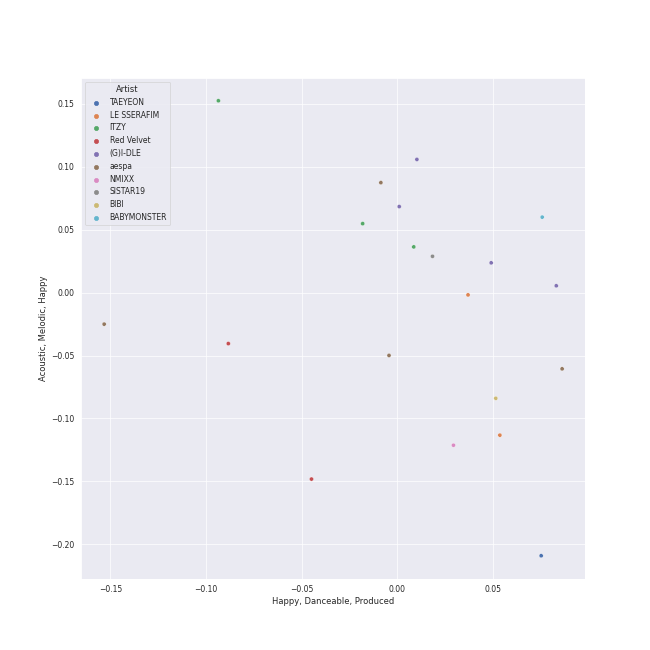 Artist
TAEYEON
LE SSERAFIM
ITZY
Red Velvet
(G)I-DLE
aespa
NMIXX
SISTAR19
BIBI
BABYMONSTER
0.15
0.10
0.05
0.00
−0.05
−0.10
−0.15
−0.20
Acoustic, Melodic, Happy
−0.15
−0.10
−0.05
0.00
0.05
Happy, Danceable, Produced